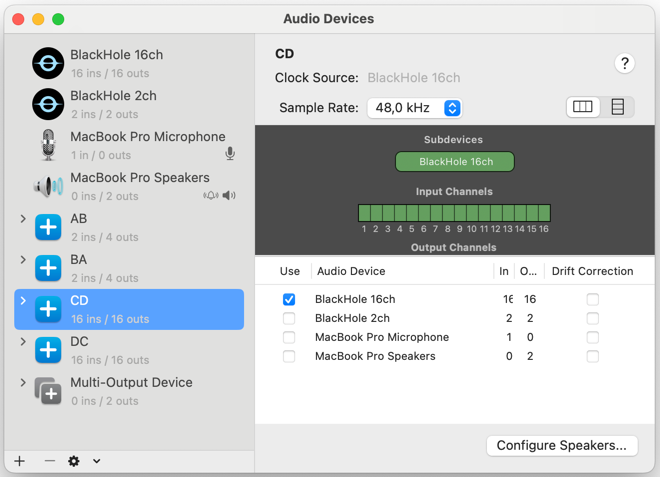 Audio Devices
BlackHole 16ch
16 ins / 16 outs
BlackHole 2ch
2 ins / 2 outs
MacBook Pro Microphone
1 in / 0 outs
MacBook Pro Speakers
0 ins / 2 outs
AB
2 ins / 4 outs
BA
2 ins / 4 outs
CD
16 ins / 16 outs
DC
16 ins / 16 outs
Multi-Output Device
0 ins / 2 outs
CD
?
Clock Source: BlackHole 16ch
Sample Rate: 48,0 kHz
Subdevices
BlackHole 16ch
Input Channels
1 2 3 4 5 6 7 8 9 10 11 12 13 14 15 16
Output Channels
Use Audio Device In O... Drift Correction
BlackHole 16ch 16 16
BlackHole 2ch 2 2
MacBook Pro Microphone 1 0
MacBook Pro Speakers 0 2
Configure Speakers...